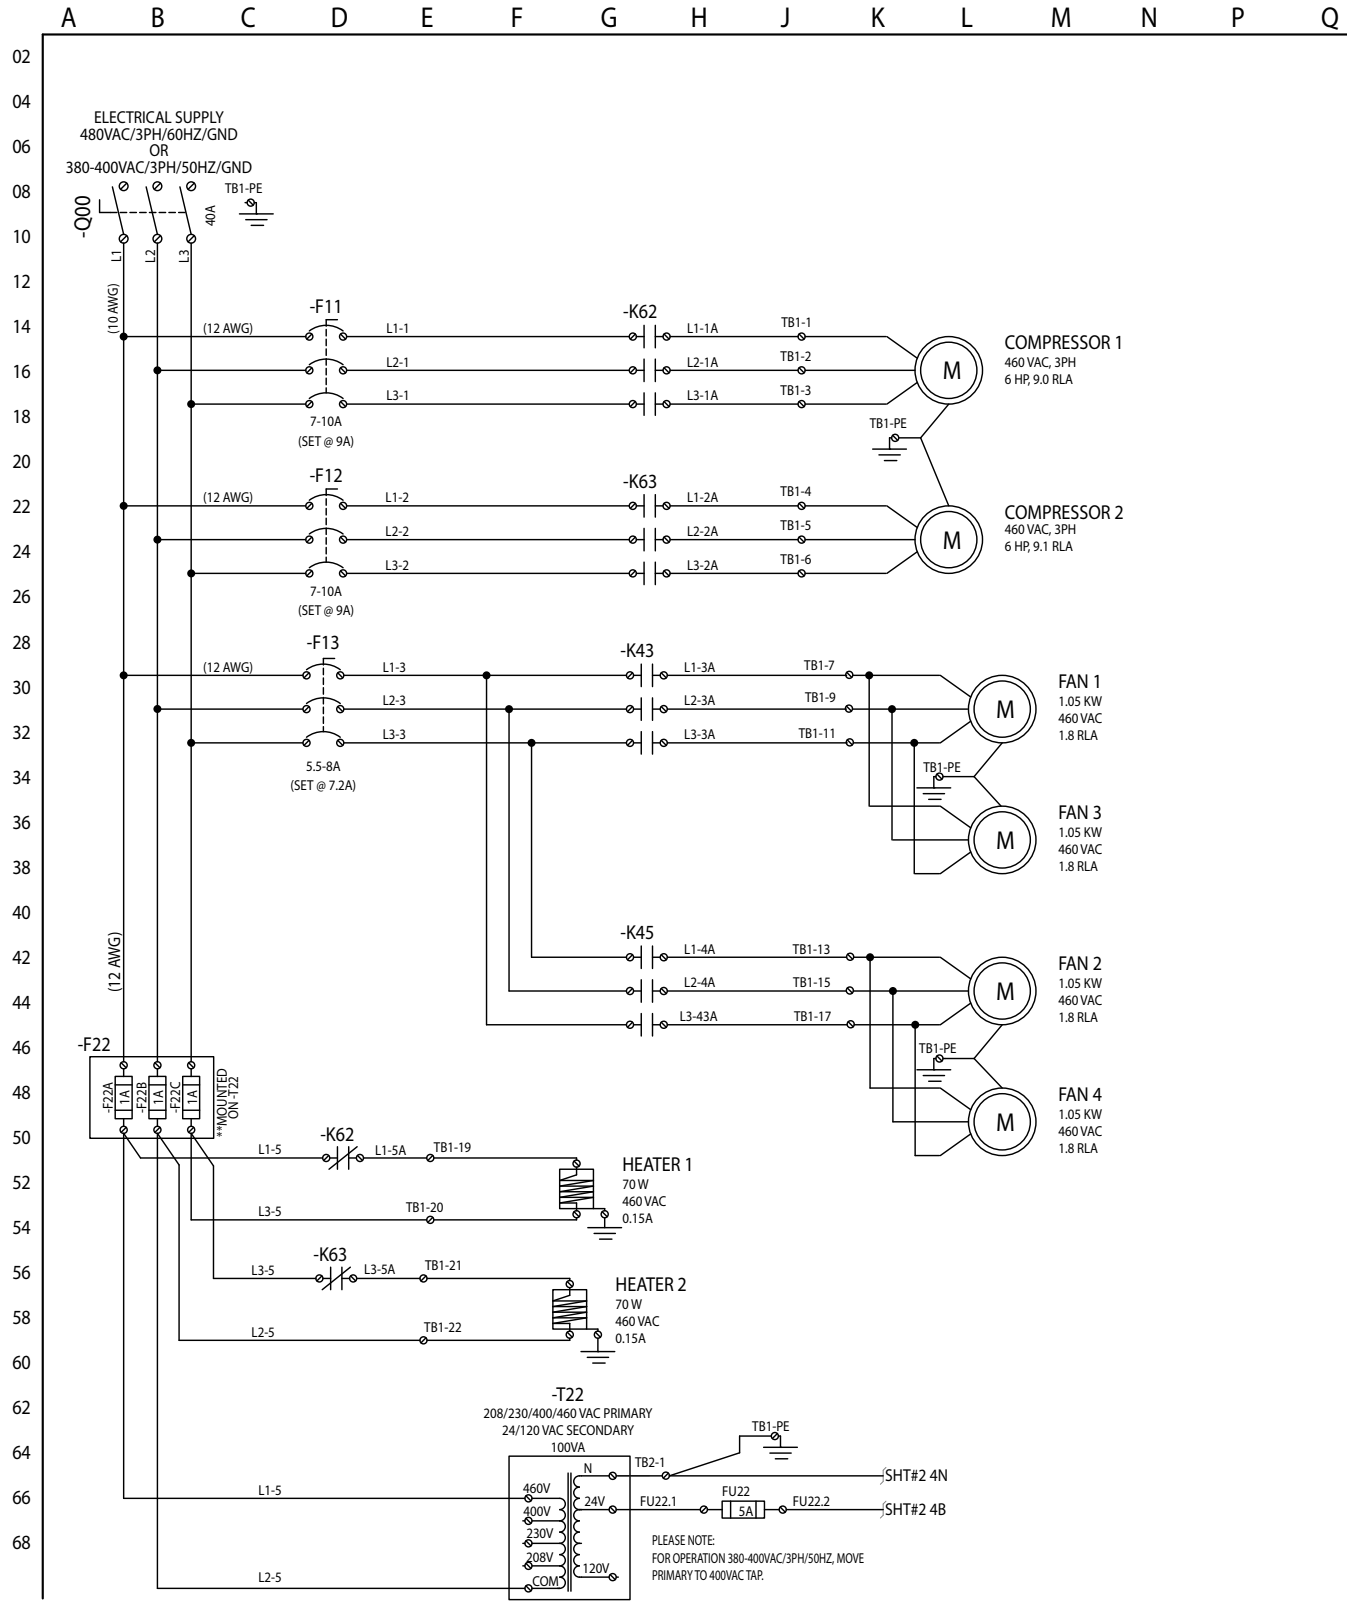 A B C D E F G H J K L M N P Q
02
04
ELECTRICAL SUPPLY
480VAC/3PH/60HZ/GND
06
OR
380-400VAC/3PH/50HZ/GND
08
TB1-PE
-Q00
40A
10
L1
L2
L3
12
(10 AWG)
-F11
-K62
14
(12 AWG)
L1-1
L1-1A
TB1-1
COMPRESSOR 1
460 VAC, 3PH
6 HP, 9.0 RLA
16
L2-1
L2-1A
TB1-2
M
L3-1
L3-1A
TB1-3
18
7-10A
(SET @ 9A)
TB1-PE
20
-F12
-K63
22
(12 AWG)
L1-2
L1-2A
TB1-4
COMPRESSOR 2
460 VAC, 3PH
6 HP, 9.1 RLA
L2-2
L2-2A
TB1-5
M
24
L3-2
L3-2A
TB1-6
26
7-10A
(SET @ 9A)
28
-F13
-K43
(12 AWG)
L1-3
L1-3A
TB1-7
30
FAN 1
1.05 KW
460 VAC
1.8 RLA
L2-3
L2-3A
TB1-9
M
32
L3-3
L3-3A
TB1-11
34
5.5-8A
(SET @ 7.2A)
TB1-PE
36
FAN 3
1.05 KW
460 VAC
1.8 RLA
M
38
40
-K45
42
(12 AWG)
L1-4A
TB1-13
FAN 2
1.05 KW
460 VAC
1.8 RLA
44
L2-4A
TB1-15
M
L3-43A
TB1-17
46
-F22
TB1-PE
48
-F22A
1A
-F22B
1A
-F22C
1A
**MOUNTED
ON -T22
FAN 4
1.05 KW
460 VAC
1.8 RLA
M
50
-K62
L1-5
L1-5A
TB1-19
52
HEATER 1
70 W
460 VAC
0.15A
54
L3-5
TB1-20
56
-K63
L3-5
L3-5A
TB1-21
HEATER 2
70 W
460 VAC
0.15A
58
L2-5
TB1-22
60
62
-T22
208/230/400/460 VAC PRIMARY
24/120 VAC SECONDARY
100VA
TB1-PE
64
N
TB2-1
SHT#2 4N
66
L1-5
460V
24V
FU22.1
FU22
5A
FU22.2
SHT#2 4B
400V
230V
68
208V
120V
PLEASE NOTE:
FOR OPERATION 380-400VAC/3PH/50HZ, MOVE
PRIMARY TO 400VAC TAP.
L2-5
COM